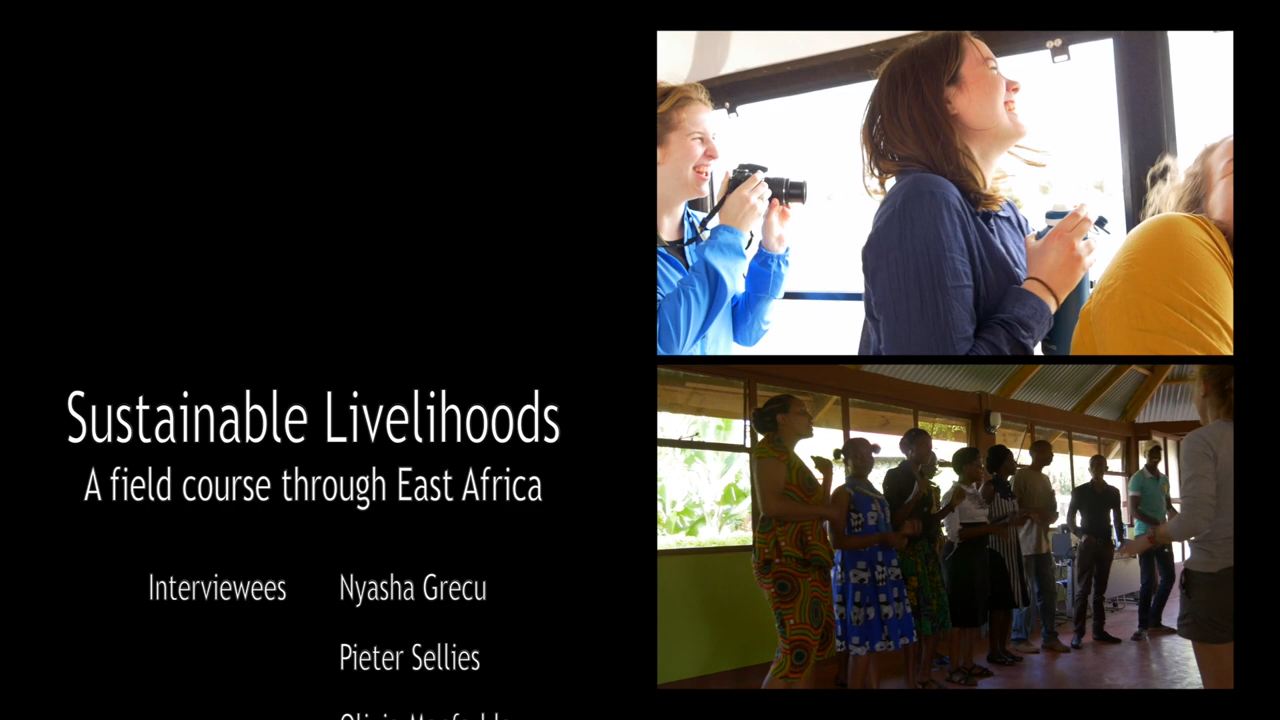 Sustainable Livelihoods
A field course through East Africa
Interviewees Nyasha Grecu
Pieter Sellies